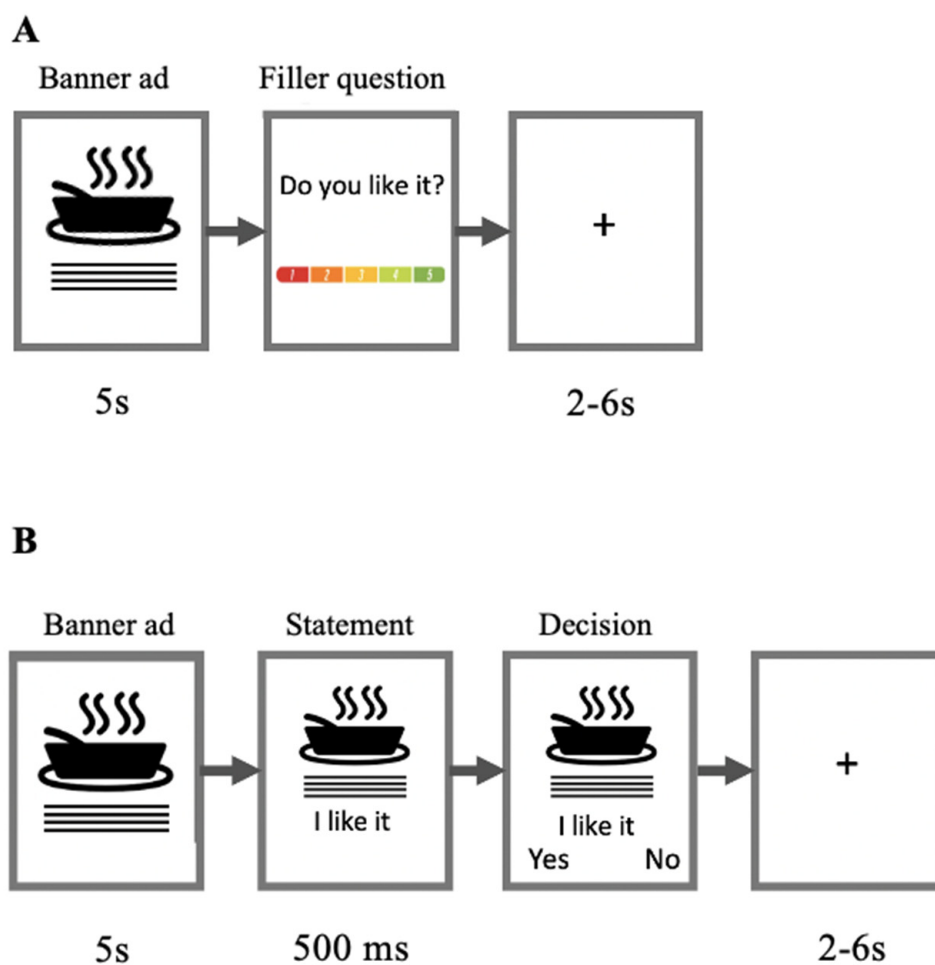 A
Banner ad
Filler question
Do you like it?
1 2 3 4 5
+
5s
2-6s
B
Banner ad
Statement
Decision
I like it
I like it
Yes
No
+
5s
500 ms
2-6s